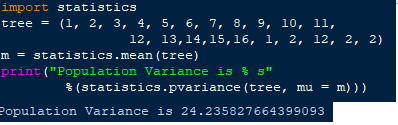 import statistics
tree = (1, 2, 3, 4, 5, 6, 7, 8, 9, 10, 11,
12, 13,14,15,16, 1, 2, 12, 2, 2)
m = statistics.mean(tree)
print("Population Variance is % s"
%(statistics.pvariance(tree, mu = m)))
Population Variance is 24.235827664399093